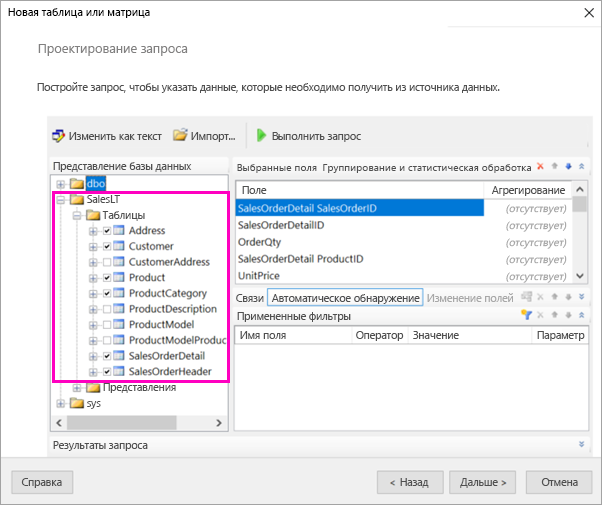 Новая таблица или матрица
Проектирование запроса
Постройте запрос, чтобы указать данные, которые необходимо получить из источника данных.
Изменить как текст Импорт... Выполнить запрос
Представление базы данных
dbo
SalesLT
Таблицы
Address
Customer
CustomerAddress
Product
ProductCategory
ProductDescription
ProductModel
ProductModelProduc
SalesOrderDetail
SalesOrderHeader
Представления
sys
Выбранные поля Группирование и статистическая обработка
Поле Агрегирование
SalesOrderDetail SalesOrderID (отсутствует)
SalesOrderDetailID (отсутствует)
OrderQty (отсутствует)
SalesOrderDetail ProductID (отсутствует)
UnitPrice (отсутствует)
Связи Автоматическое обнаружение Изменение полей
Примененные фильтры
Имя поля Оператор Значение Параметр
Результаты запроса
Справка < Назад Дальше > Отмена